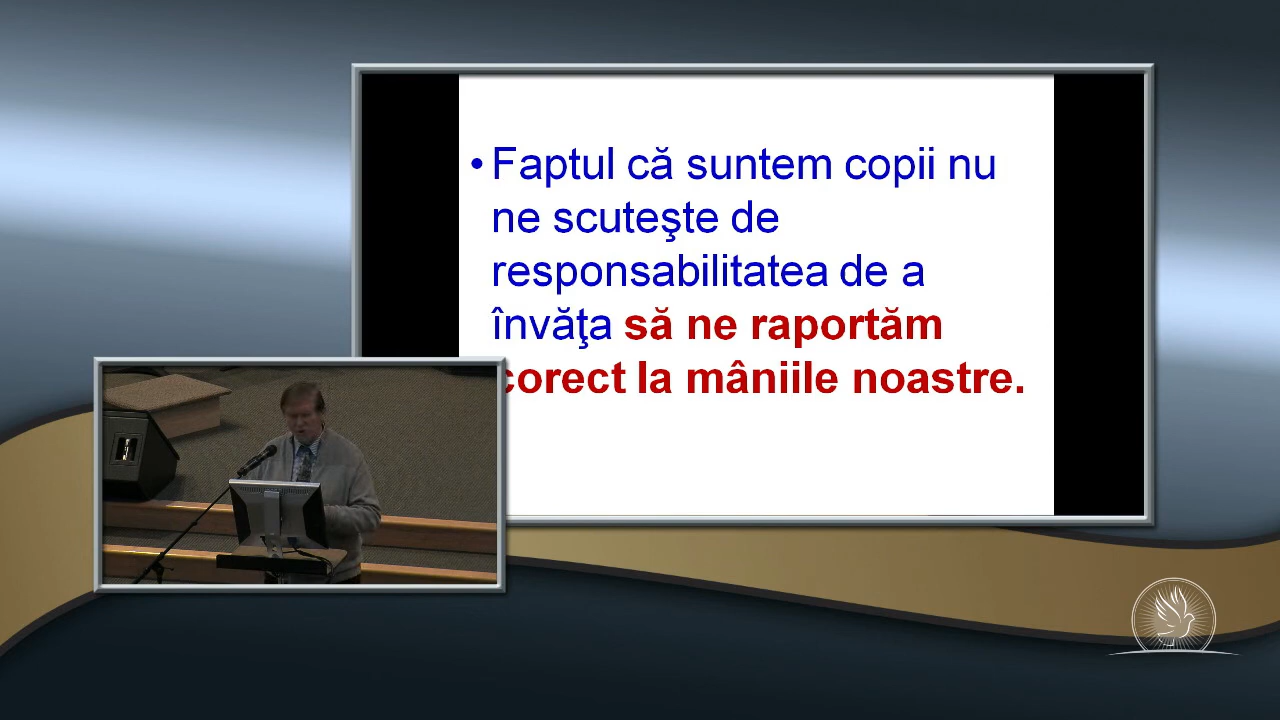 • Faptul că suntem copii nu
ne scuteşte de
responsabilitatea de a
învăţa să ne raportăm
corect la mâniile noastre.